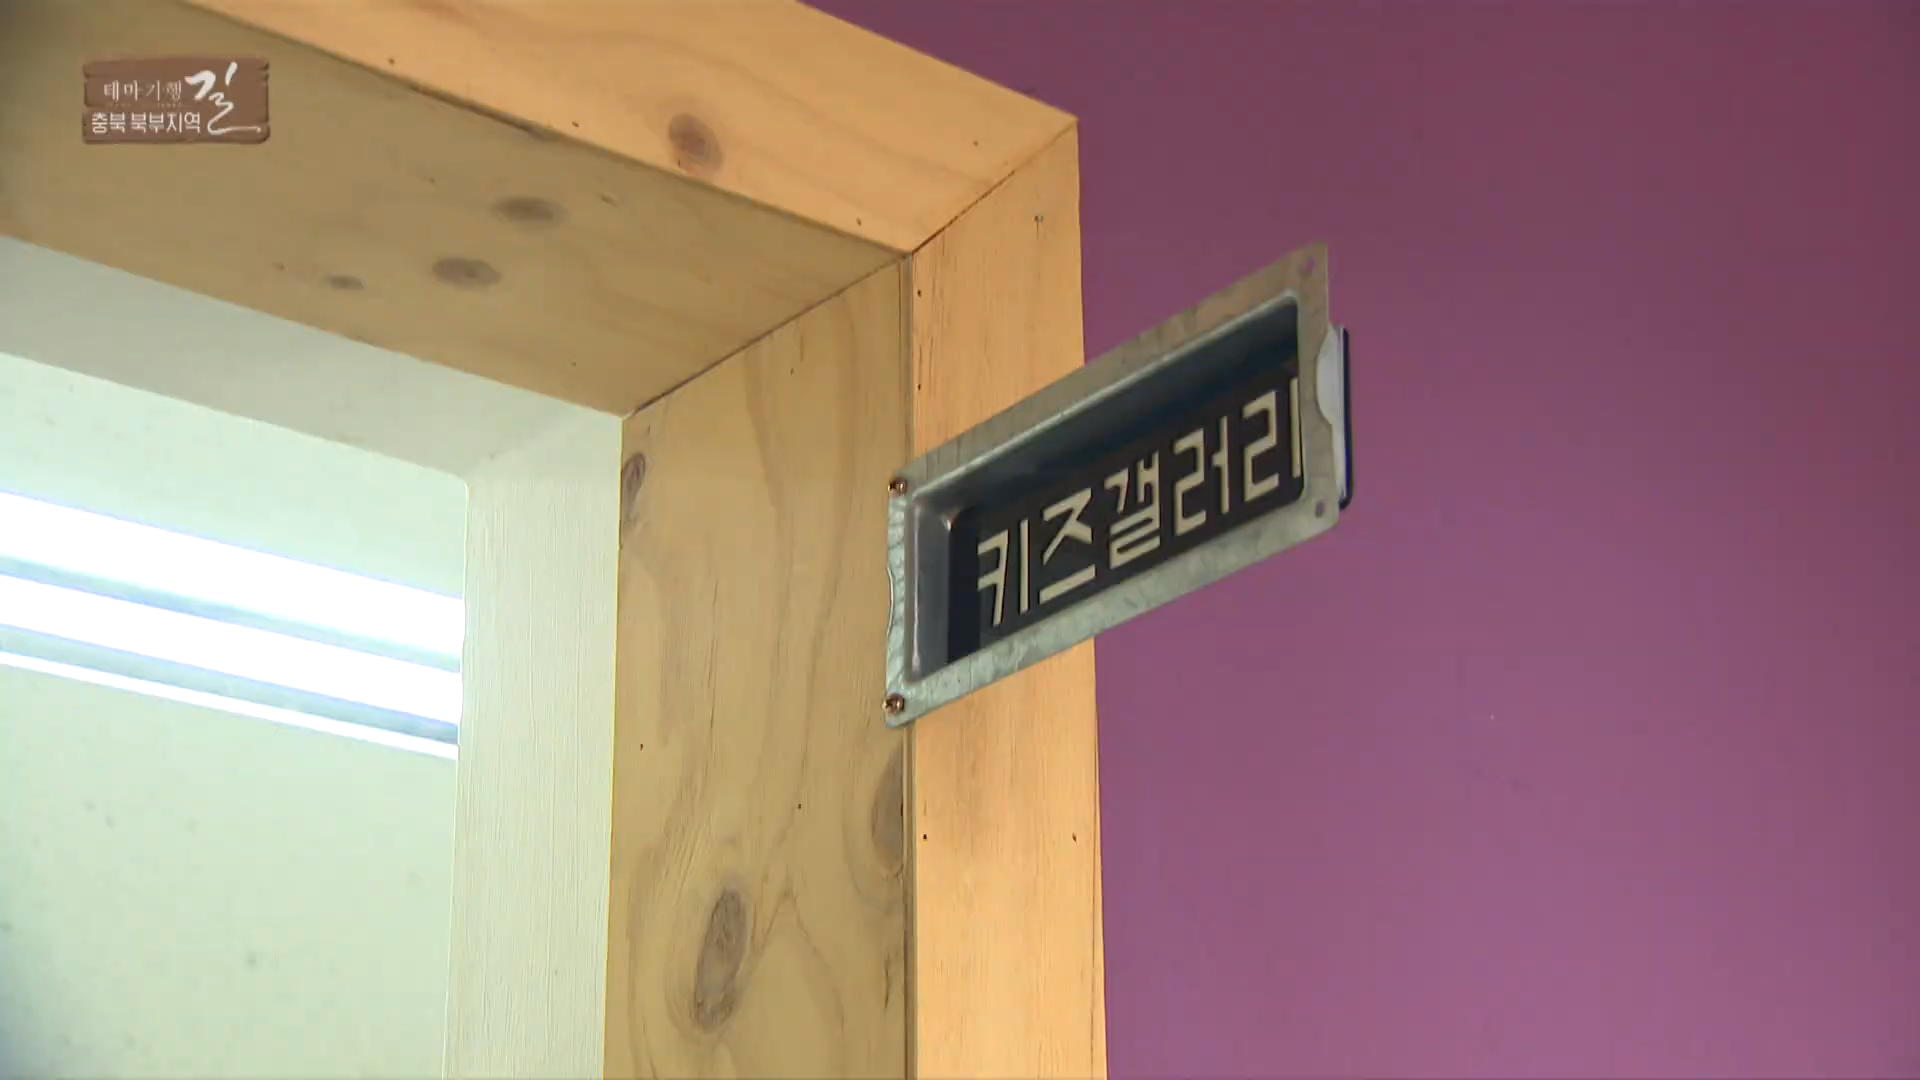 테마기행 길
충북 북부지역
키즈갤러리